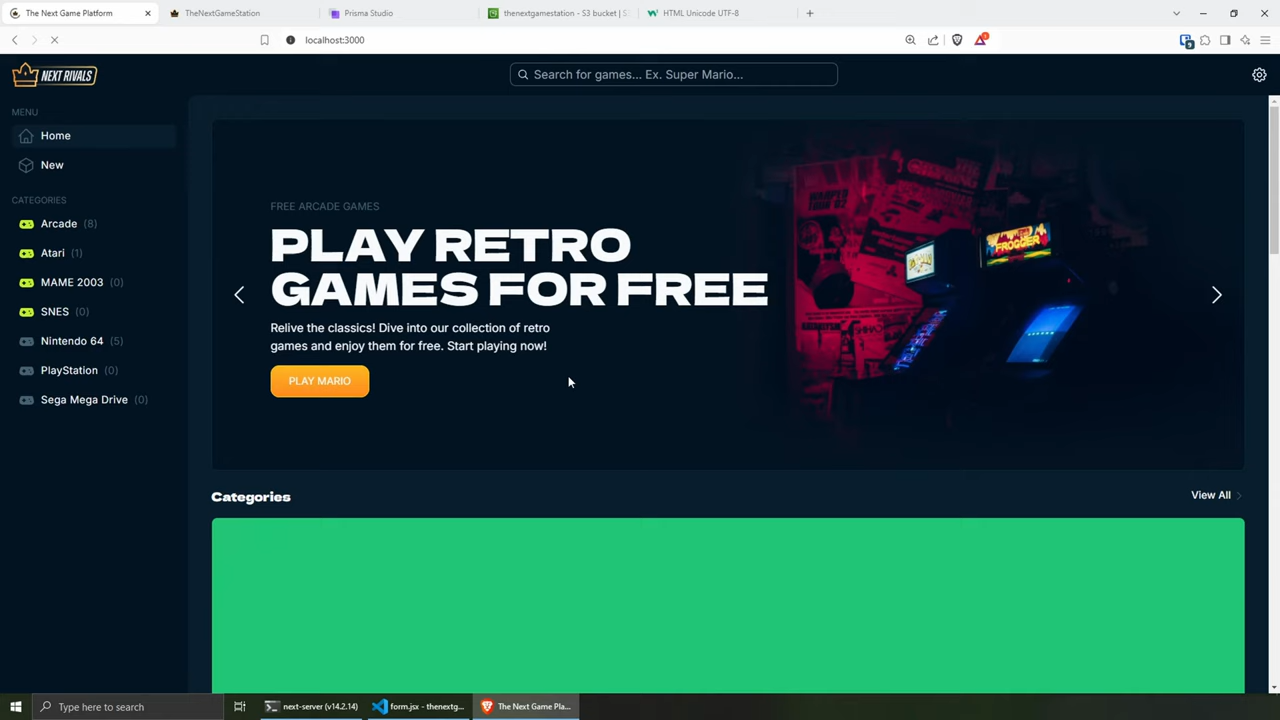 The Next Game Platform
TheNextGameStation
Prisma Studio
thenextgamestation - S3 bucket | S
HTML Unicode UTF-8
localhost:3000
NEXT RIVALS
Search for games... Ex. Super Mario...
MENU
Home
New
CATEGORIES
Arcade (8)
Atari (1)
MAME 2003 (0)
SNES (0)
Nintendo 64 (5)
PlayStation (0)
Sega Mega Drive (0)
FREE ARCADE GAMES
PLAY RETRO
GAMES FOR FREE
Relive the classics! Dive into our collection of retro
games and enjoy them for free. Start playing now!
PLAY MARIO
FROGGER
Categories
View All
Type here to search
next-server (v14.2.14)
form.jsx - thenextg...
The Next Game Pla...